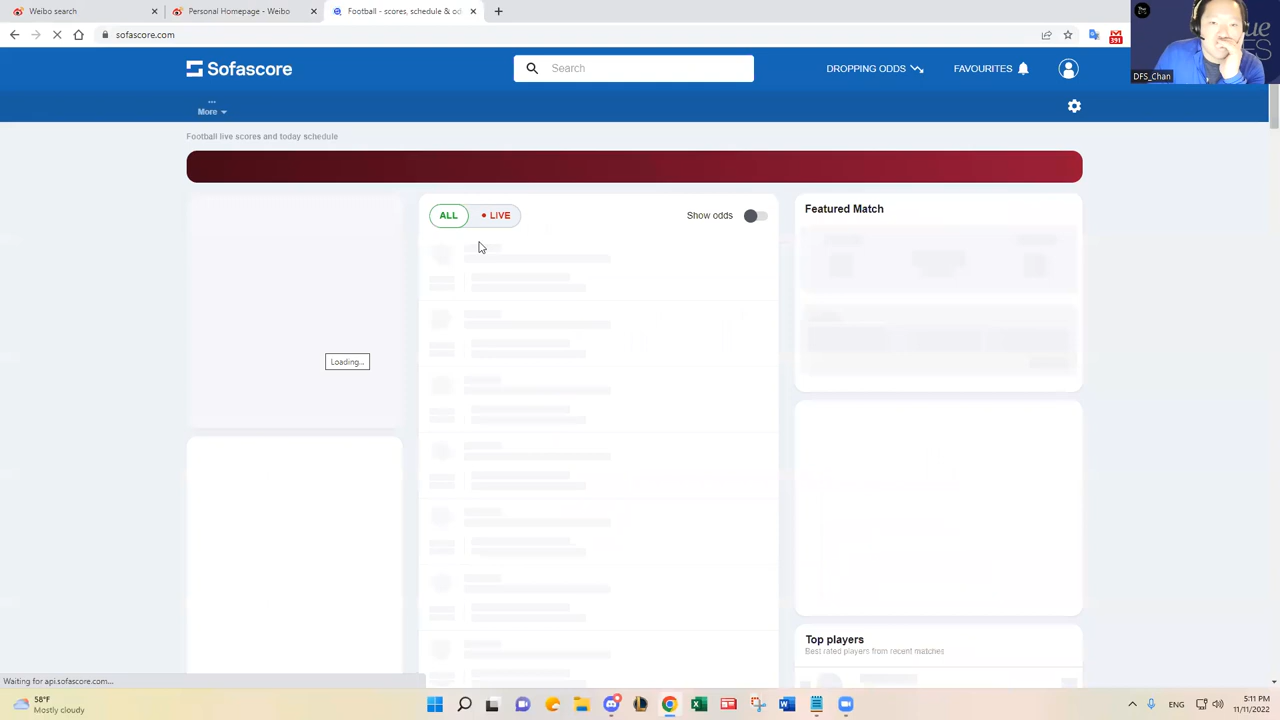 Weibo search
Personal Homepage - Weibo
Football - scores, schedule & od
sofascore.com
391
DFS_Chan
Sofascore
Search
DROPPING ODDS
FAVOURITES
...
More
Football live scores and today schedule
ALL
LIVE
Show odds
Featured Match
Loading...
Top players
Best rated players from recent matches
Waiting for api.sofascore.com...
58°F
Mostly cloudy
ENG
5:11 PM
11/11/2022